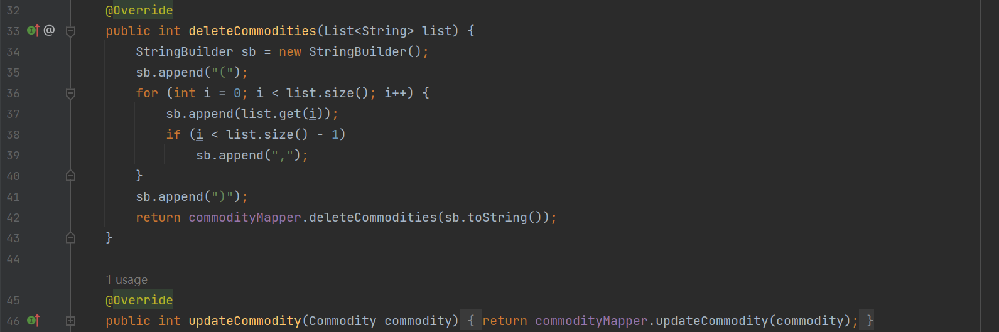 32 @Override
33 @ public int deleteCommodities(List<String> list) {
34 StringBuilder sb = new StringBuilder();
35 sb.append("(");
36 for (int i = 0; i < list.size(); i++) {
37 sb.append(list.get(i));
38 if (i < list.size() - 1)
39 sb.append(",");
40 }
41 sb.append(")");
42 return commodityMapper.deleteCommodities(sb.toString());
43 }
44
1 usage
45 @Override
46 public int updateCommodity(Commodity commodity) { return commodityMapper.updateCommodity(commodity); }